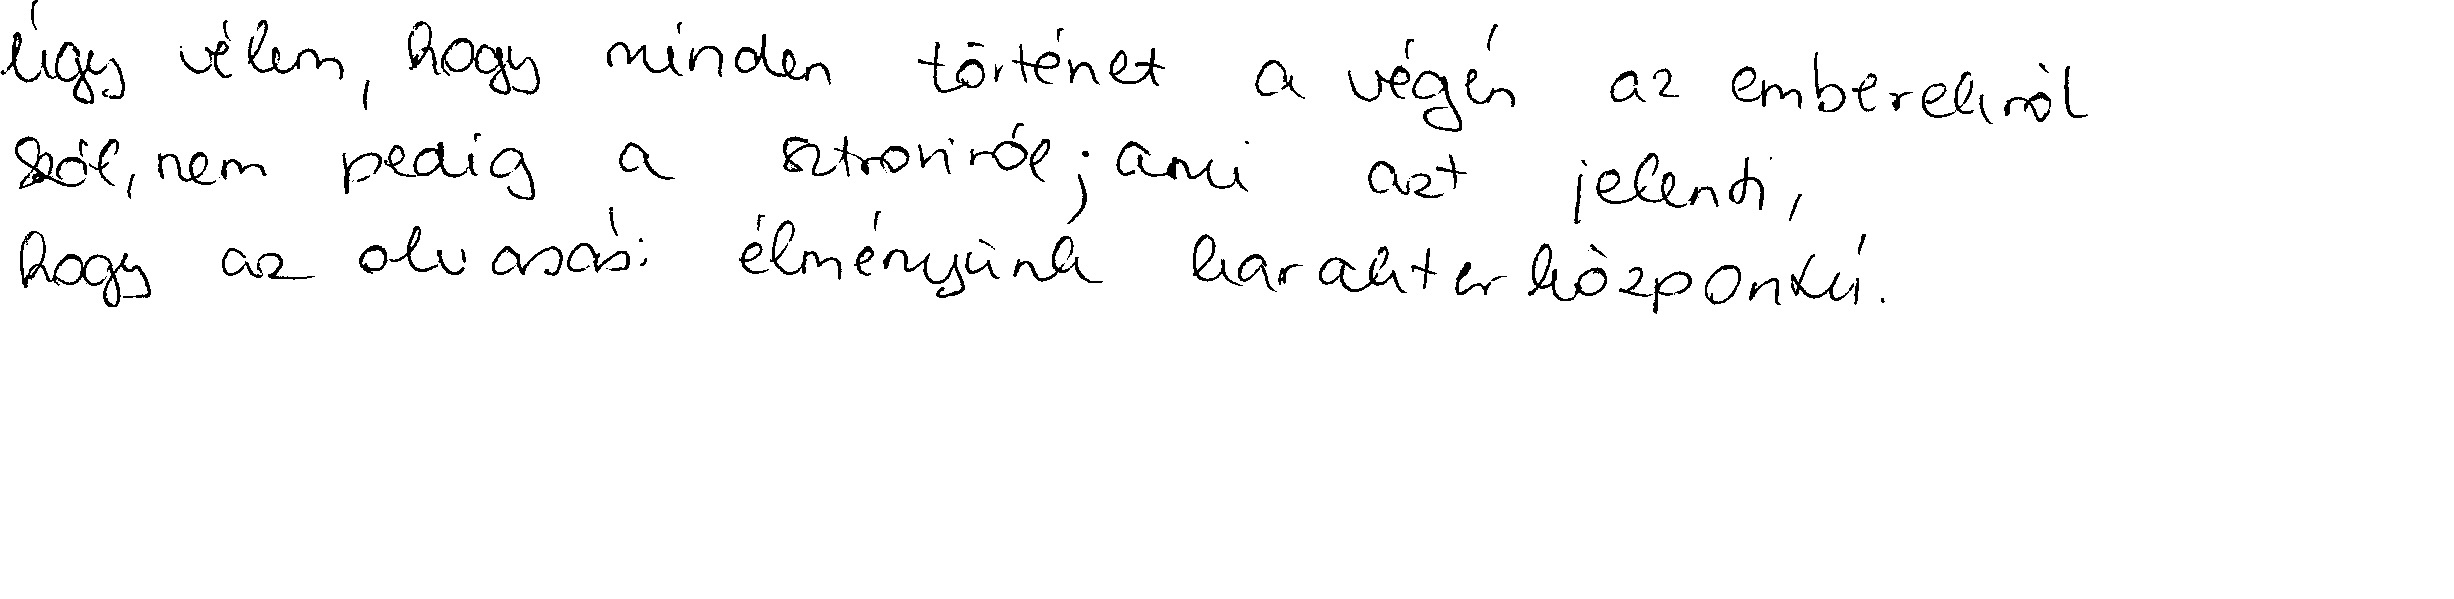 Úgy vélem, hogy minden történet a végén az emberekről
szól, nem pedig a sztoriról; ami azt jelenti,
hogy az olvasási élményünk karakterközpontú.